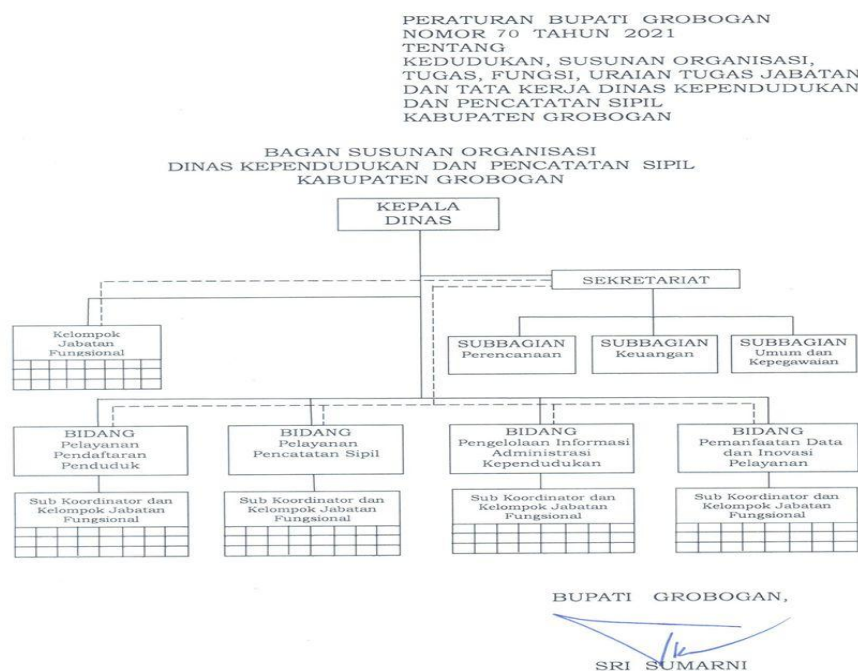 PERATURAN BUPATI GROBOGAN
NOMOR 70 TAHUN 2021
TENTANG
KEDUDUKAN, SUSUNAN ORGANISASI,
TUGAS, FUNGSI, URAIAN TUGAS JABATAN
DAN TATA KERJA DINAS KEPENDUDUKAN
DAN PENCATATAN SIPIL
KABUPATEN GROBOGAN
BAGAN SUSUNAN ORGANISASI
DINAS KEPENDUDUKAN DAN PENCATATAN SIPIL
KABUPATEN GROBOGAN
KEPALA
DINAS
SEKRETARIAT
Kelompok
Jabatan
Fungsional
SUBBAGIAN
Perencanaan
SUBBAGIAN
Keuangan
SUBBAGIAN
Umum dan
Kepegawaian
BIDANG
Pelayanan
Pendaftaran
Penduduk
BIDANG
Pelayanan
Pencatatan Sipil
BIDANG
Pengelolaan Informasi
Administrasi
Kependudukan
BIDANG
Pemanfaatan Data
dan Inovasi
Pelayanan
Sub Koordinator dan
Kelompok Jabatan
Fungsional
Sub Koordinator dan
Kelompok Jabatan
Fungsional
Sub Koordinator dan
Kelompok Jabatan
Fungsional
Sub Koordinator dan
Kelompok Jabatan
Fungsional
BUPATI GROBOGAN,
SRI SUMARNI